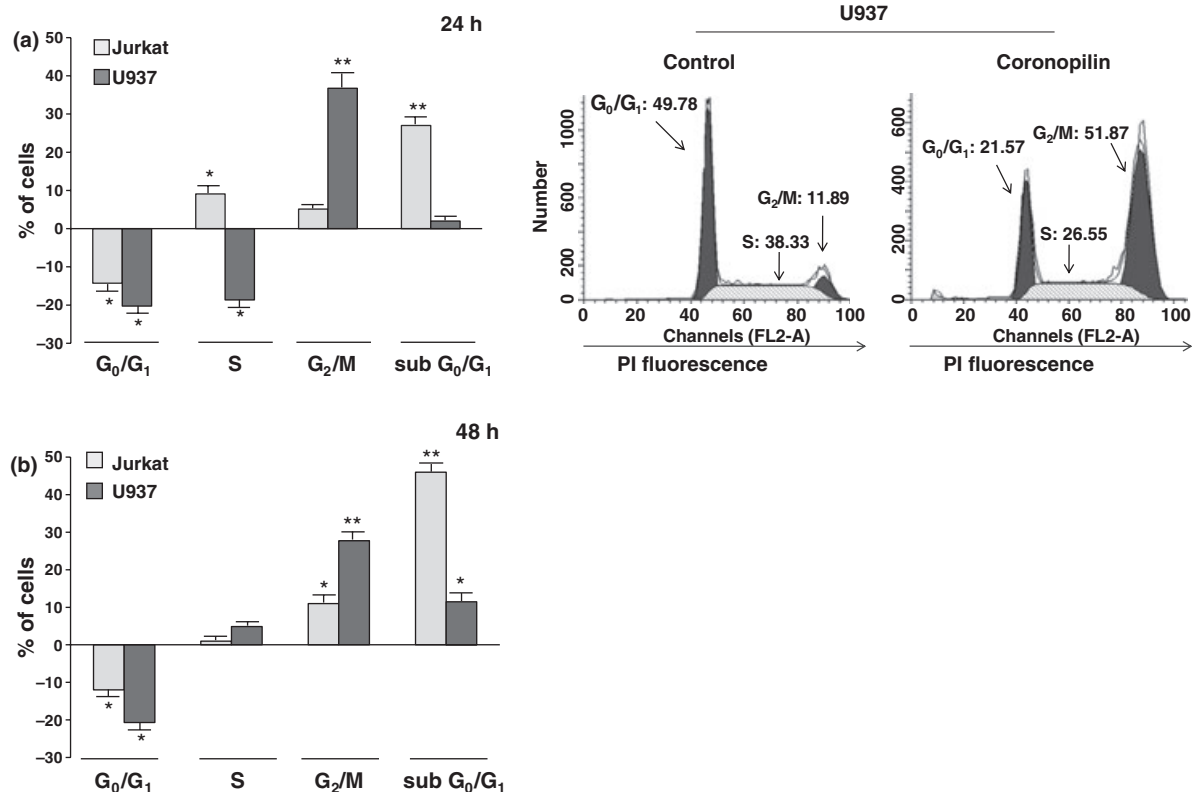 (a)
24 h
50
40
30
20
10
0
−10
−20
−30
% of cells
Jurkat
U937
*
*
*
*
**
**
G₀/G₁
S
G₂/M
sub G₀/G₁
U937
Control
Coronopilin
G₀/G₁: 49.78
G₂/M: 11.89
S: 38.33
Number
1000
600
200
0
0 20 40 60 80 100
Channels (FL2-A)
PI fluorescence
G₀/G₁: 21.57
G₂/M: 51.87
S: 26.55
600
400
200
0
0 20 40 60 80 100
Channels (FL2-A)
PI fluorescence
(b)
48 h
50
40
30
20
10
0
−10
−20
−30
% of cells
Jurkat
U937
*
*
*
**
**
*
G₀/G₁
S
G₂/M
sub G₀/G₁